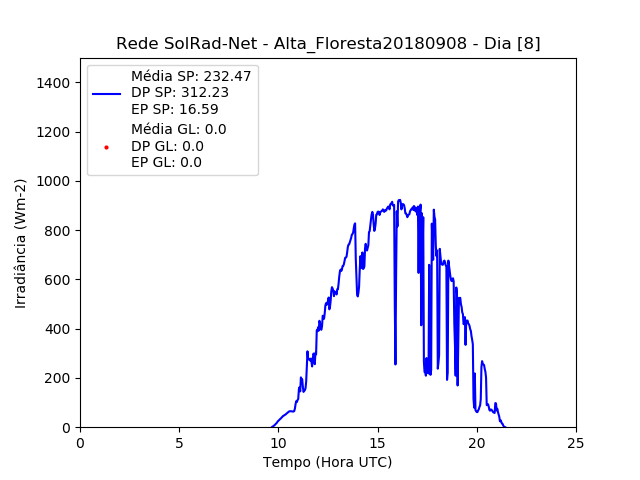 Rede SolRad-Net - Alta_Floresta20180908 - Dia [8]
Média SP: 232.47
DP SP: 312.23
EP SP: 16.59
Média GL: 0.0
DP GL: 0.0
EP GL: 0.0
1400
1200
1000
800
600
400
200
0
Irradiância (Wm-2)
0 5 10 15 20 25
Tempo (Hora UTC)